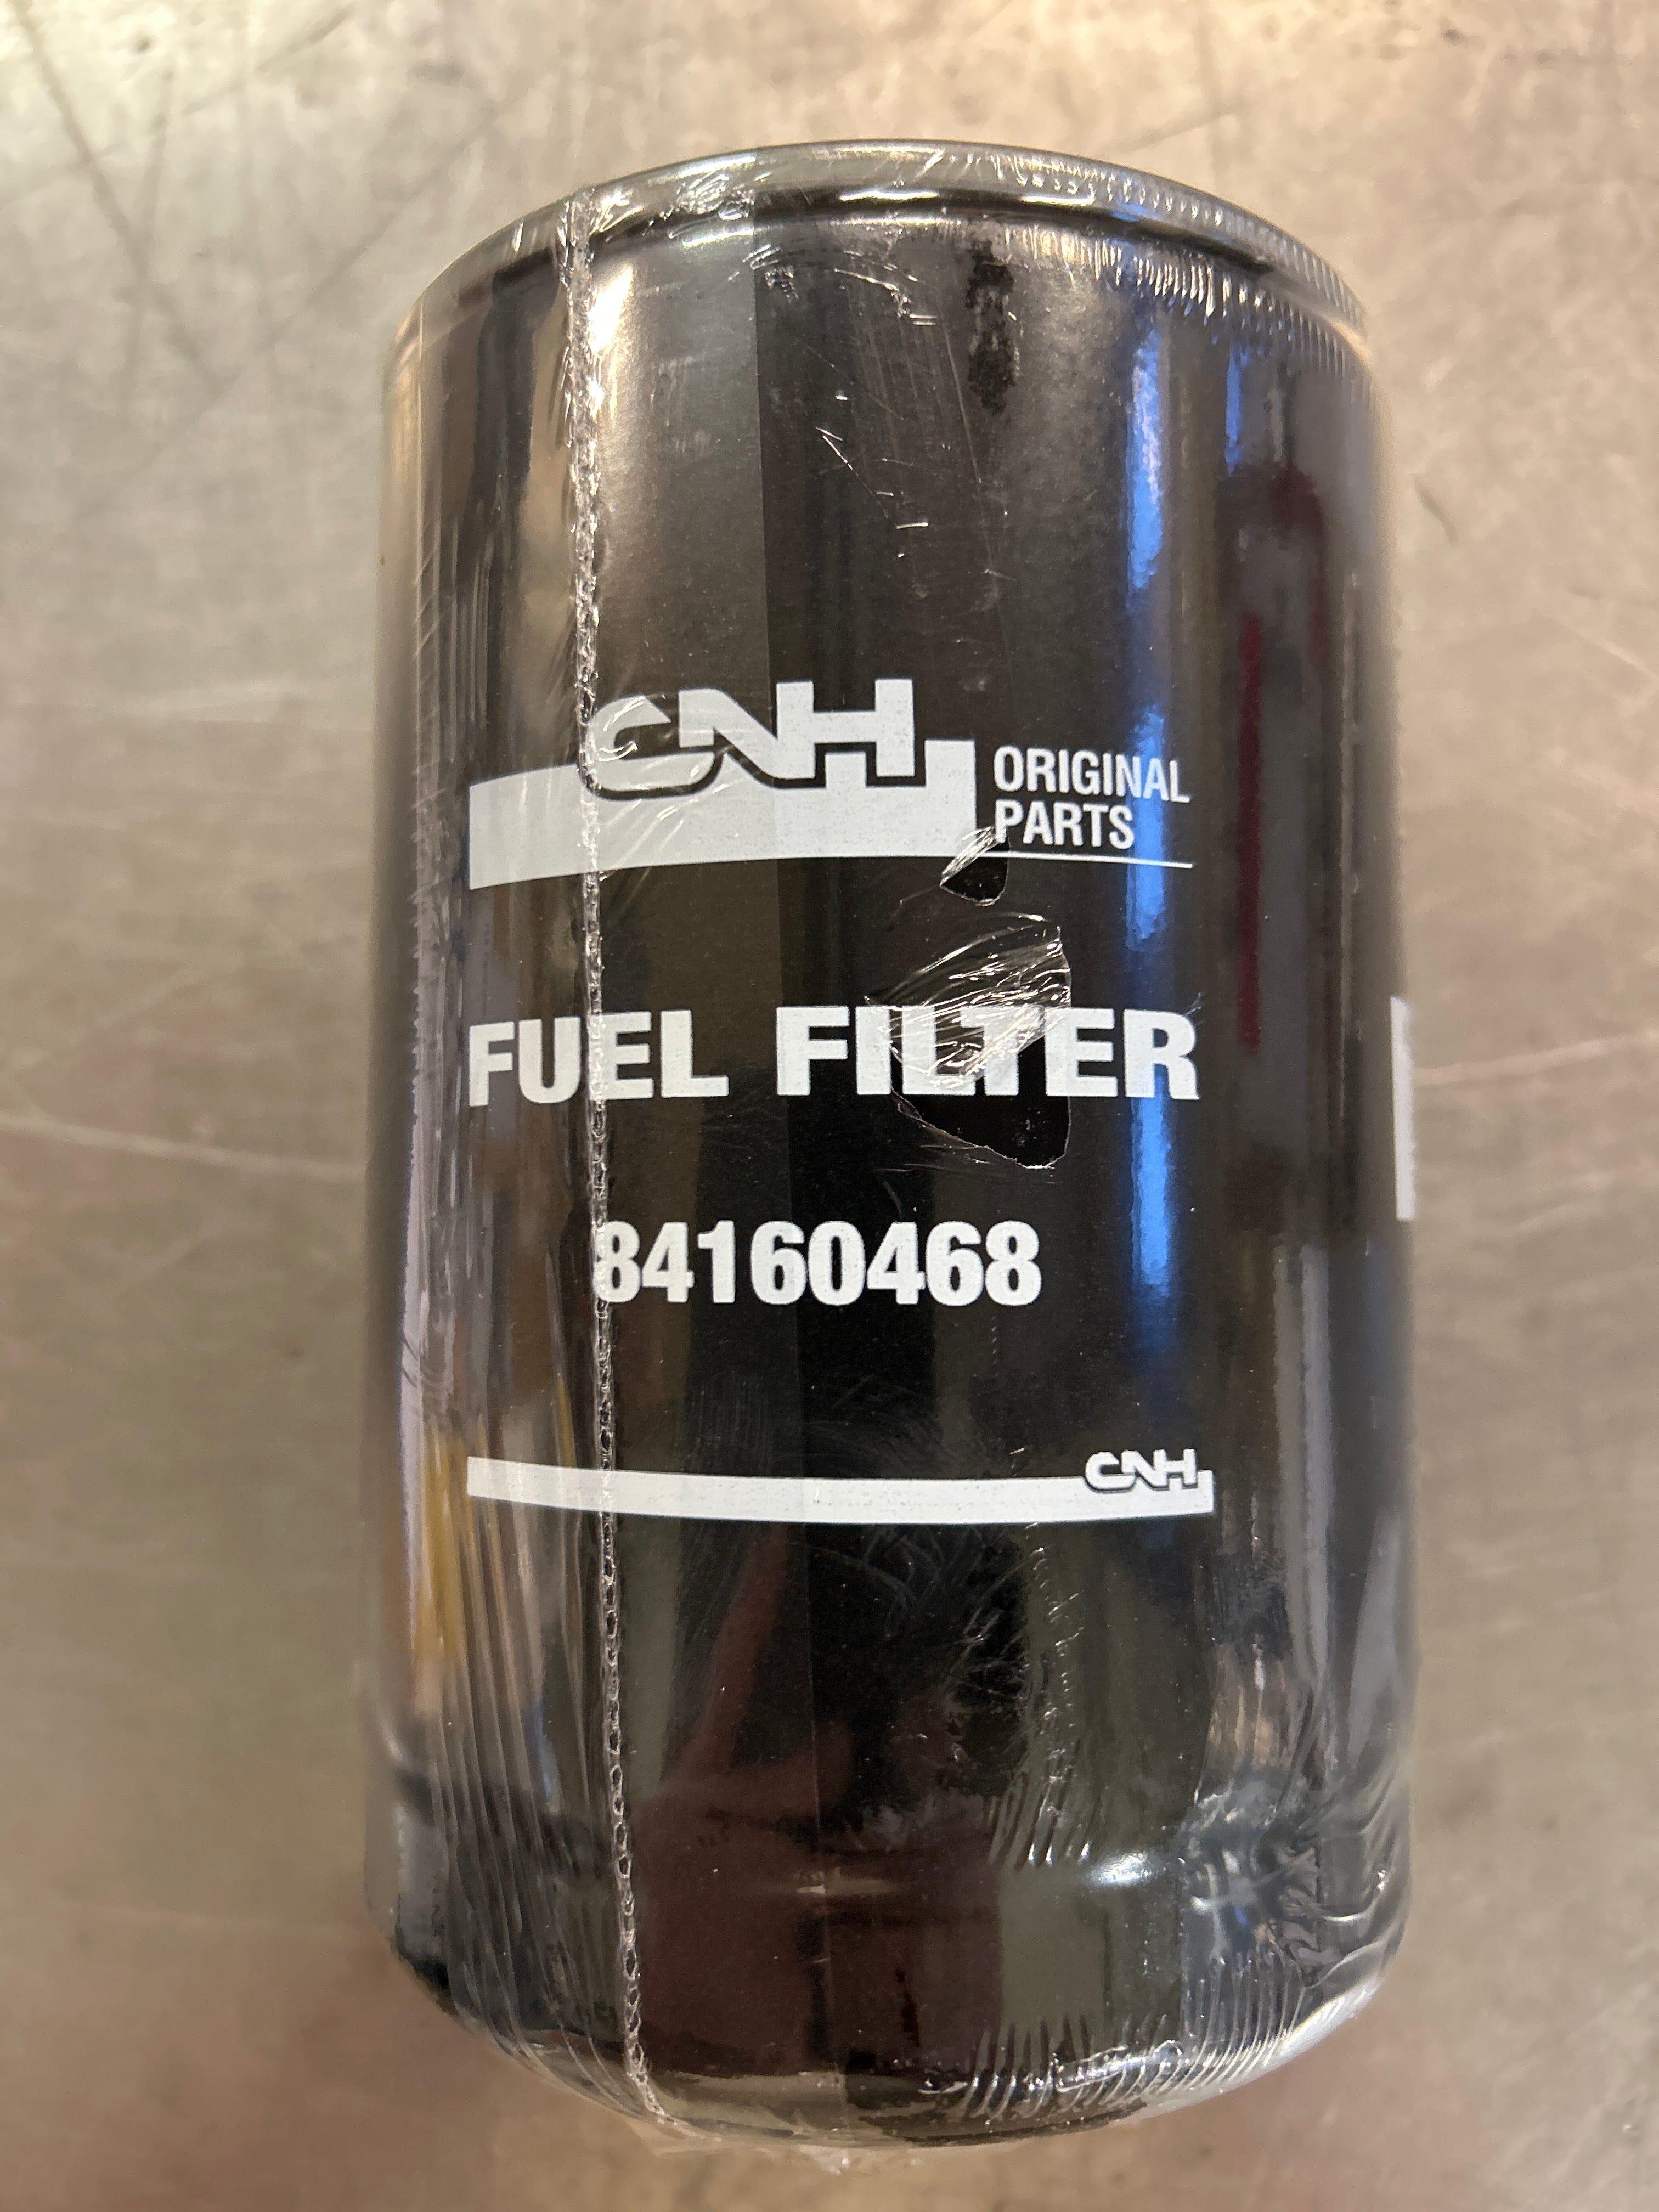 CNH
ORIGINAL
PARTS
FUEL FILTER
84160468
CNH